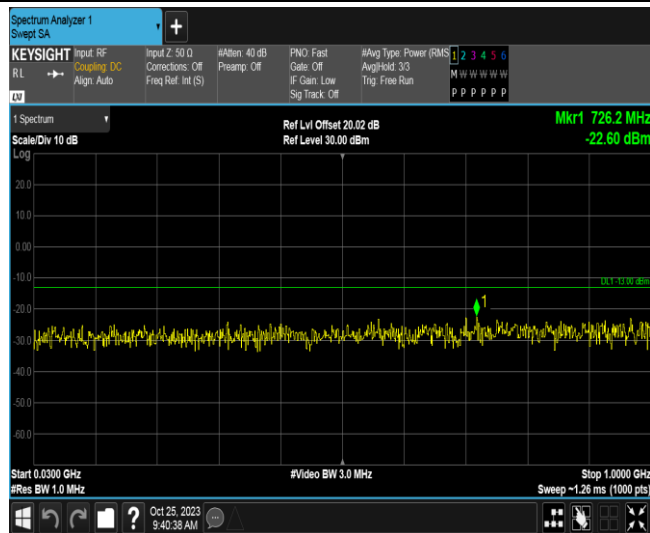 Spectrum Analyzer 1
Swept SA
+
KEYSIGHT
RL
Input: RF
Coupling: DC
Align: Auto
Input Z: 50 Ω
Corrections: Off
Freq Ref: Int (S)
#Atten: 40 dB
Preamp: Off
PNO: Fast
Gate: Off
IF Gain: Low
Sig Track: Off
#Avg Type: Power (RMS
Avg|Hold: 3/3
Trig: Free Run
1 2 3 4 5 6
M W W W W W
P P P P P P
1 Spectrum
Scale/Div 10 dB
Log
Ref Lvl Offset 20.02 dB
Ref Level 30.00 dBm
Mkr1 726.2 MHz
-22.60 dBm
20.0
10.0
0.00
-10.0
DL1 -13.00 dBm
-20.0
1
-30.0
-40.0
-50.0
-60.0
Start 0.0300 GHz
#Video BW 3.0 MHz
Stop 1.0000 GHz
#Res BW 1.0 MHz
Sweep ~1.26 ms (1000 pts)
?
Oct 25, 2023
9:40:38 AM